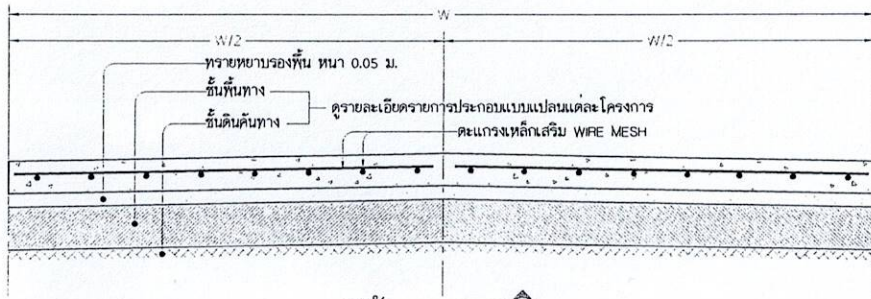 W
W/2 W/2
ทรายหยาบรองพื้น หนา 0.05 ม.
ชั้นพื้นทาง
ดูรายละเอียดรายการประกอบแบบแปลนแต่ละโครงการ
ชั้นดินคันทาง
ตะแกรงเหล็กเสริม WIRE MESH